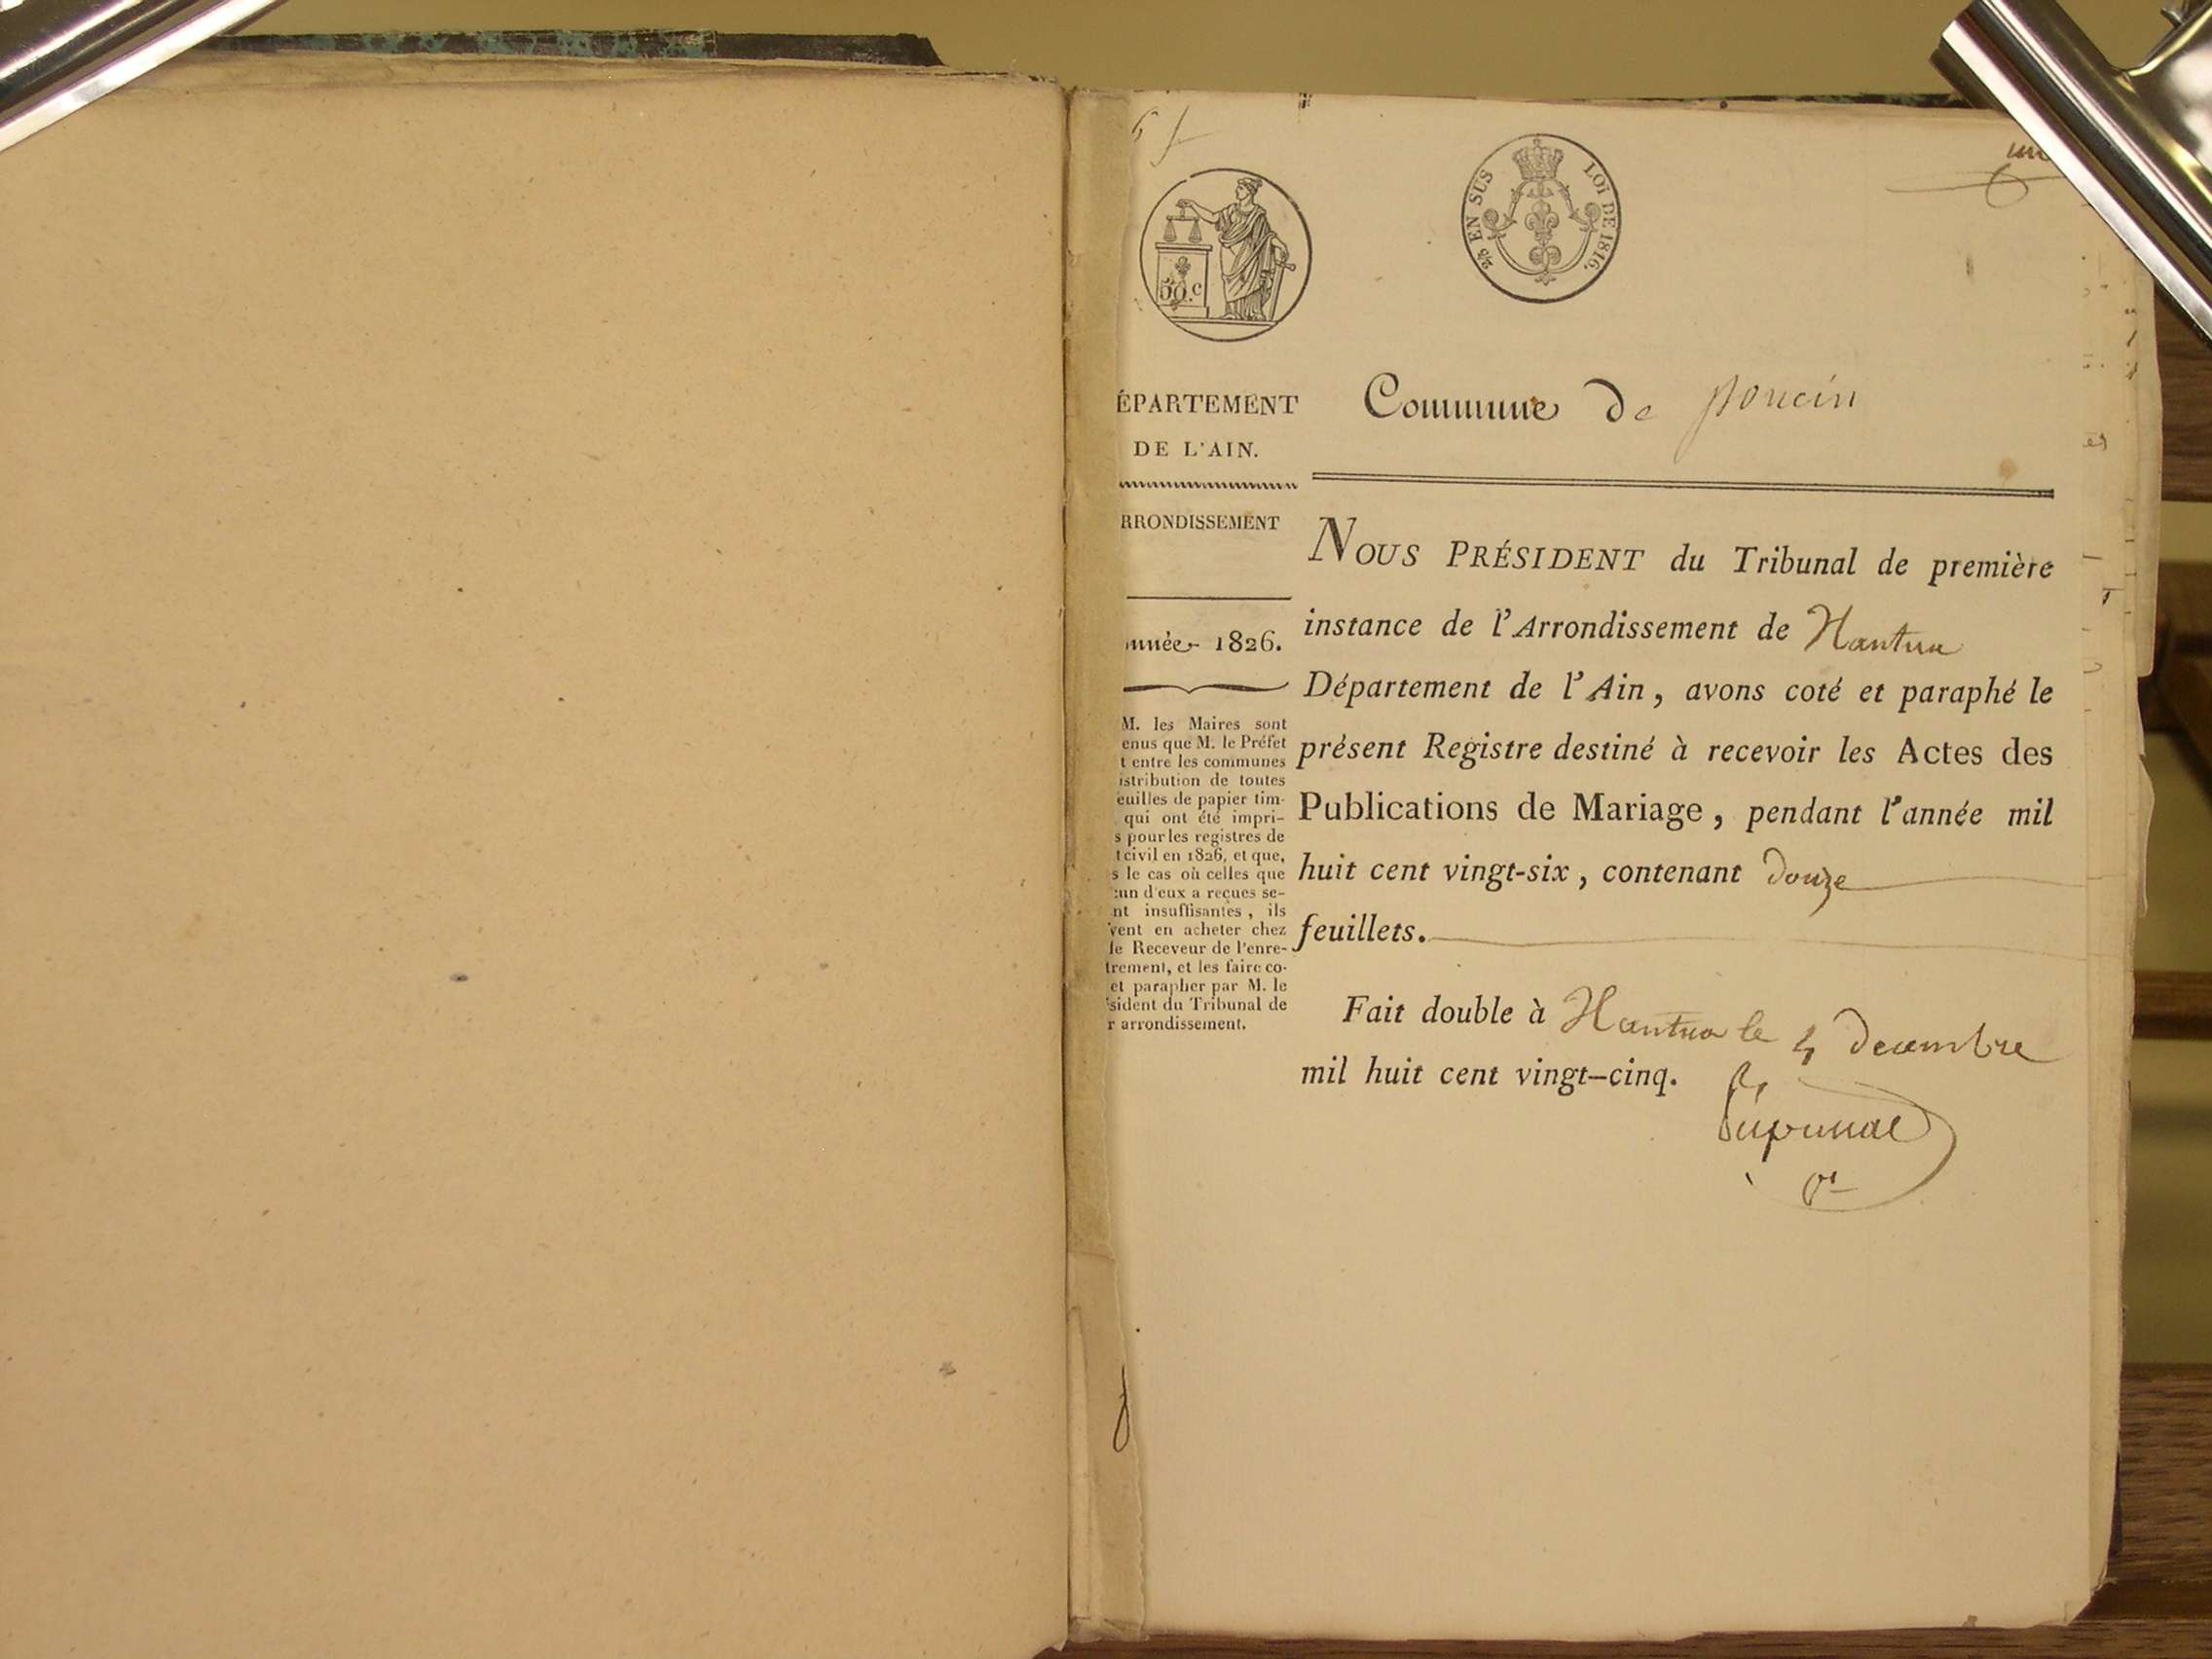 un
50.c
2/5 EN SUS LOI DE 1816.
ÉPARTEMENT
DE L'AIN.
RRONDISSEMENT
nnée 1826.
M. les Maires sont
enus que M. le Préfet
t entre les communes
istribution de toutes
euilles de papier tim-
qui ont été impri-
s pour les registres de
t civil en 1826, et que,
s le cas où celles que
un d'eux a reçues se-
nt insuffisantes, ils
vent en acheter chez
le Receveur de l'enre-
trement, et les faire co-
et parapher par M. le
sident du Tribunal de
r arrondissement.
Commune de poncin
NOUS PRÉSIDENT du Tribunal de première
instance de l'Arrondissement de Nantua
Département de l'Ain, avons coté et paraphé le
présent Registre destiné à recevoir les Actes des
Publications de Mariage, pendant l'année mil
huit cent vingt-six, contenant douze
feuillets.
Fait double à Nantua le 4 decembre
mil huit cent vingt-cinq.